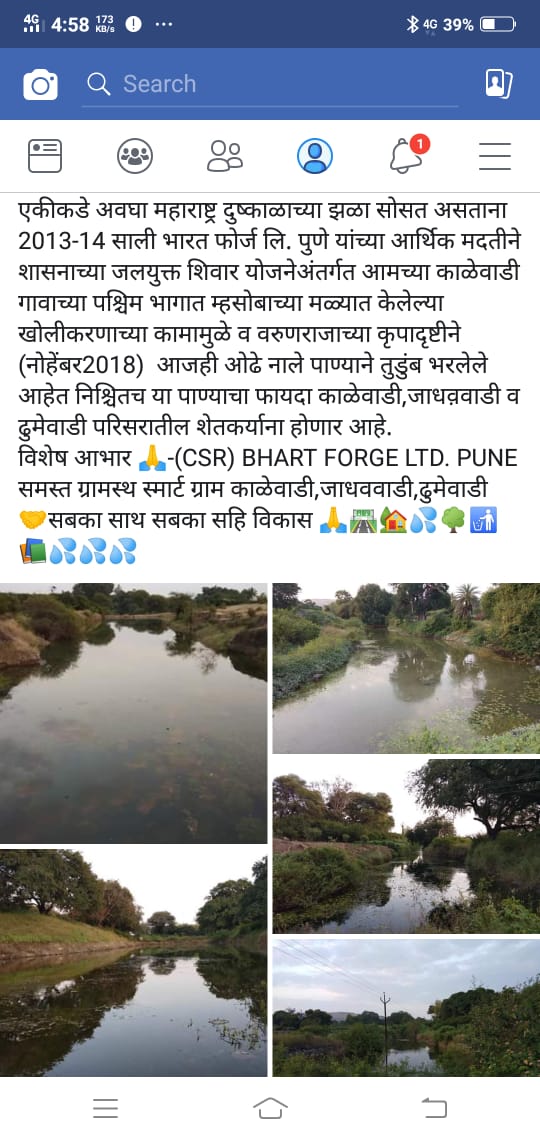 4G 4:58 173 KB/s ! ... 4G 39%
Search
1
एकीकडे अवघा महाराष्ट्र दुष्काळाच्या झळा सोसत असताना
2013-14 साली भारत फोर्ज लि. पुणे यांच्या आर्थिक मदतीने
शासनाच्या जलयुक्त शिवार योजनेअंतर्गत आमच्या काळेवाडी
गावाच्या पश्चिम भागात म्हसोबाच्या मळ्यात केलेल्या
खोलीकरणाच्या कामामुळे व वरुणराजाच्या कृपादृष्टीने
(नोहेंबर2018) आजही ओढे नाले पाण्याने तुडुंब भरलेले
आहेत निश्चितच या पाण्याचा फायदा काळेवाडी,जाधव़वाडी व
ढुमेवाडी परिसरातील शेतकर्याना होणार आहे.
विशेष आभार 🙏-(CSR) BHART FORGE LTD. PUNE
समस्त ग्रामस्थ स्मार्ट ग्राम काळेवाडी,जाधववाडी,ढुमेवाडी
🤝सबका साथ सबका सहि विकास 🙏🛣️🏡💦🌳🚮
📚💦💦💦